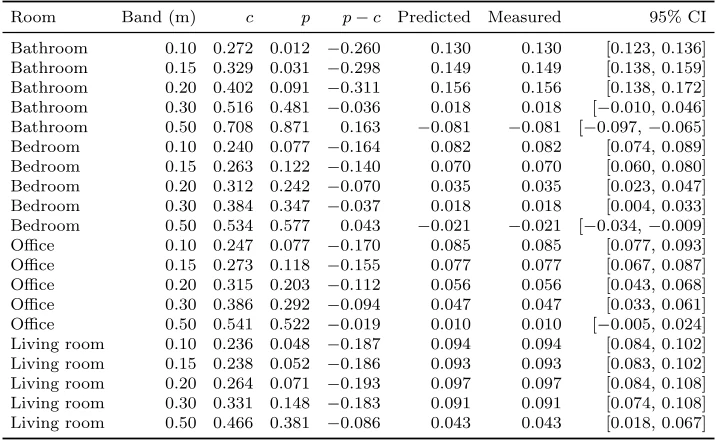 Room Band (m) c p p − c Predicted Measured 95% CI
Bathroom 0.10 0.272 0.012 −0.260 0.130 0.130 [0.123, 0.136]
Bathroom 0.15 0.329 0.031 −0.298 0.149 0.149 [0.138, 0.159]
Bathroom 0.20 0.402 0.091 −0.311 0.156 0.156 [0.138, 0.172]
Bathroom 0.30 0.516 0.481 −0.036 0.018 0.018 [−0.010, 0.046]
Bathroom 0.50 0.708 0.871 0.163 −0.081 −0.081 [−0.097, −0.065]
Bedroom 0.10 0.240 0.077 −0.164 0.082 0.082 [0.074, 0.089]
Bedroom 0.15 0.263 0.122 −0.140 0.070 0.070 [0.060, 0.080]
Bedroom 0.20 0.312 0.242 −0.070 0.035 0.035 [0.023, 0.047]
Bedroom 0.30 0.384 0.347 −0.037 0.018 0.018 [0.004, 0.033]
Bedroom 0.50 0.534 0.577 0.043 −0.021 −0.021 [−0.034, −0.009]
Office 0.10 0.247 0.077 −0.170 0.085 0.085 [0.077, 0.093]
Office 0.15 0.273 0.118 −0.155 0.077 0.077 [0.067, 0.087]
Office 0.20 0.315 0.203 −0.112 0.056 0.056 [0.043, 0.068]
Office 0.30 0.386 0.292 −0.094 0.047 0.047 [0.033, 0.061]
Office 0.50 0.541 0.522 −0.019 0.010 0.010 [−0.005, 0.024]
Living room 0.10 0.236 0.048 −0.187 0.094 0.094 [0.084, 0.102]
Living room 0.15 0.238 0.052 −0.186 0.093 0.093 [0.083, 0.102]
Living room 0.20 0.264 0.071 −0.193 0.097 0.097 [0.084, 0.108]
Living room 0.30 0.331 0.148 −0.183 0.091 0.091 [0.074, 0.108]
Living room 0.50 0.466 0.381 −0.086 0.043 0.043 [0.018, 0.067]